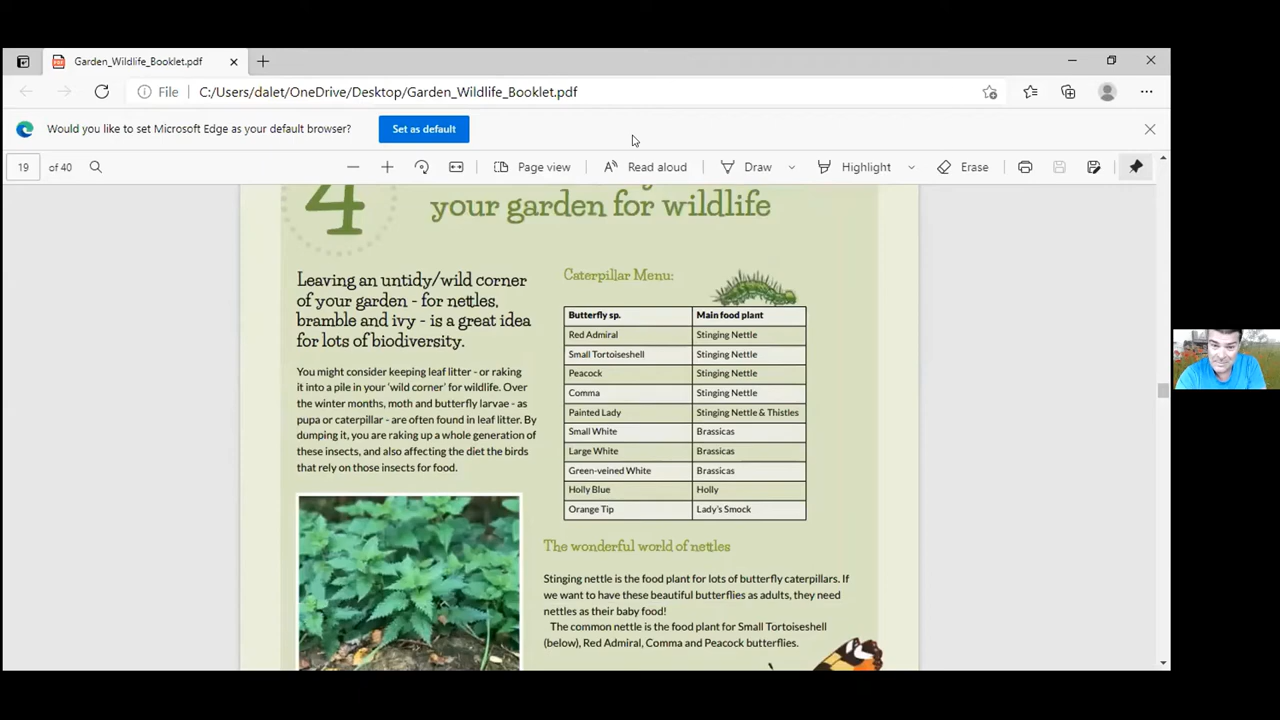 Garden_Wildlife_Booklet.pdf
File
C:/Users/dalet/OneDrive/Desktop/Garden_Wildlife_Booklet.pdf
Would you like to set Microsoft Edge as your default browser?
Set as default
19 of 40
Page view
Read aloud
Draw
Highlight
Erase
4
your garden for wildlife
Leaving an untidy/wild corner
of your garden - for nettles,
bramble and ivy - is a great idea
for lots of biodiversity.
You might consider keeping leaf litter - or raking
it into a pile in your 'wild corner' for wildlife. Over
the winter months, moth and butterfly larvae - as
pupa or caterpillar - are often found in leaf litter. By
dumping it, you are raking up a whole generation of
these insects, and also affecting the diet the birds
that rely on those insects for food.
Caterpillar Menu:
Butterfly sp. Main food plant
Red Admiral Stinging Nettle
Small Tortoiseshell Stinging Nettle
Peacock Stinging Nettle
Comma Stinging Nettle
Painted Lady Stinging Nettle & Thistles
Small White Brassicas
Large White Brassicas
Green-veined White Brassicas
Holly Blue Holly
Orange Tip Lady's Smock
The wonderful world of nettles
Stinging nettle is the food plant for lots of butterfly caterpillars. If
we want to have these beautiful butterflies as adults, they need
nettles as their baby food!
The common nettle is the food plant for Small Tortoiseshell
(below), Red Admiral, Comma and Peacock butterflies.